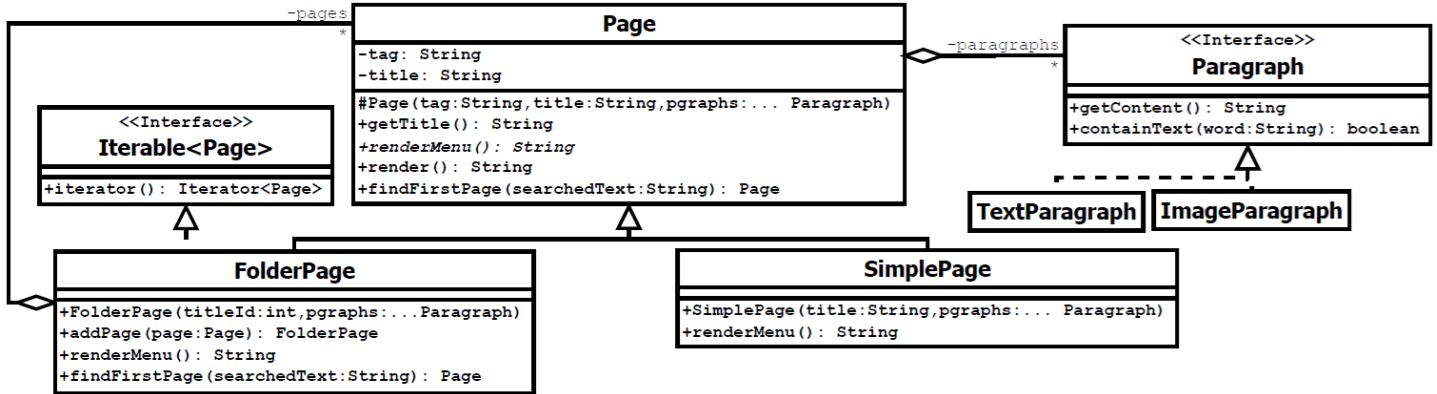 -pages
*
Page
-tag: String
-title: String
#Page(tag:String,title:String,pgraphs:... Paragraph)
+getTitle(): String
+renderMenu(): String
+render(): String
+findFirstPage(searchedText:String): Page
-paragraphs
*
<<Interface>>
Paragraph
+getContent(): String
+containText(word:String): boolean
<<Interface>>
Iterable<Page>
+iterator(): Iterator<Page>
TextParagraph
ImageParagraph
FolderPage
+FolderPage(titleId:int,pgraphs:...Paragraph)
+addPage(page:Page): FolderPage
+renderMenu(): String
+findFirstPage(searchedText:String): Page
SimplePage
+SimplePage(title:String,pgraphs:... Paragraph)
+renderMenu(): String